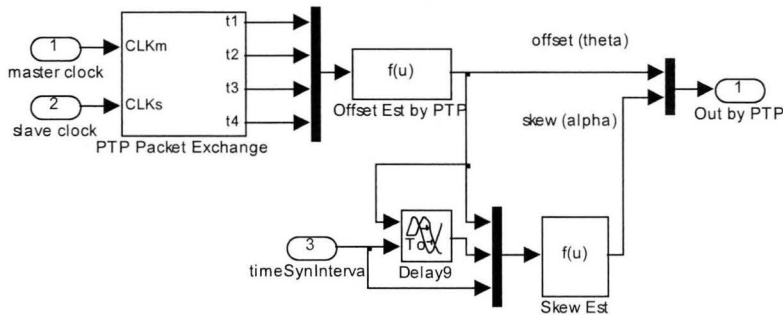 1
master clock
2
slave clock
CLKm
CLKs
t1
t2
t3
t4
PTP Packet Exchange
f(u)
Offset Est by PTP
offset (theta)
skew (alpha)
1
Out by PTP
3
timeSynInterva
To
Delay9
f(u)
Skew Est